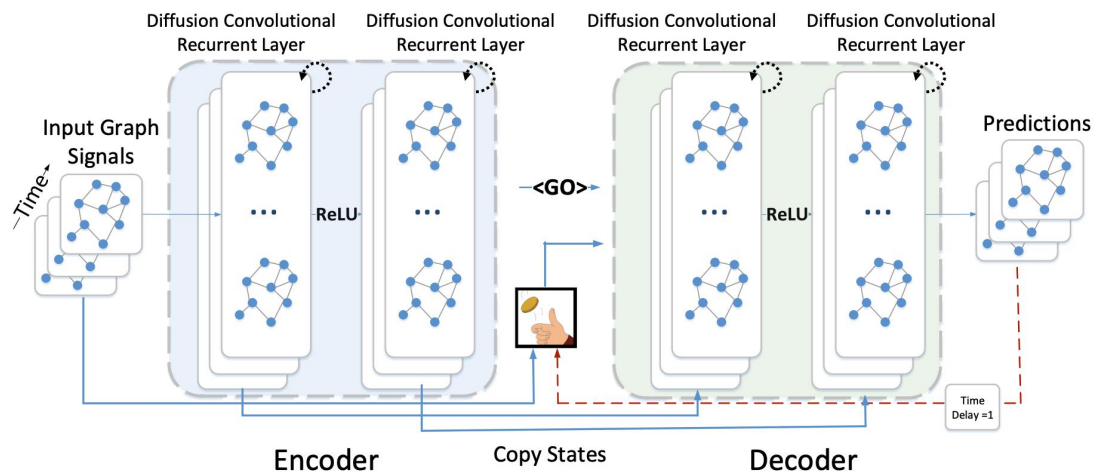 Diffusion Convolutional
Recurrent Layer
Diffusion Convolutional
Recurrent Layer
Diffusion Convolutional
Recurrent Layer
Diffusion Convolutional
Recurrent Layer
Input Graph
Signals
Time
...
ReLU
...
<GO>
...
ReLU
...
Predictions
Time
Delay =1
Copy States
Encoder
Decoder